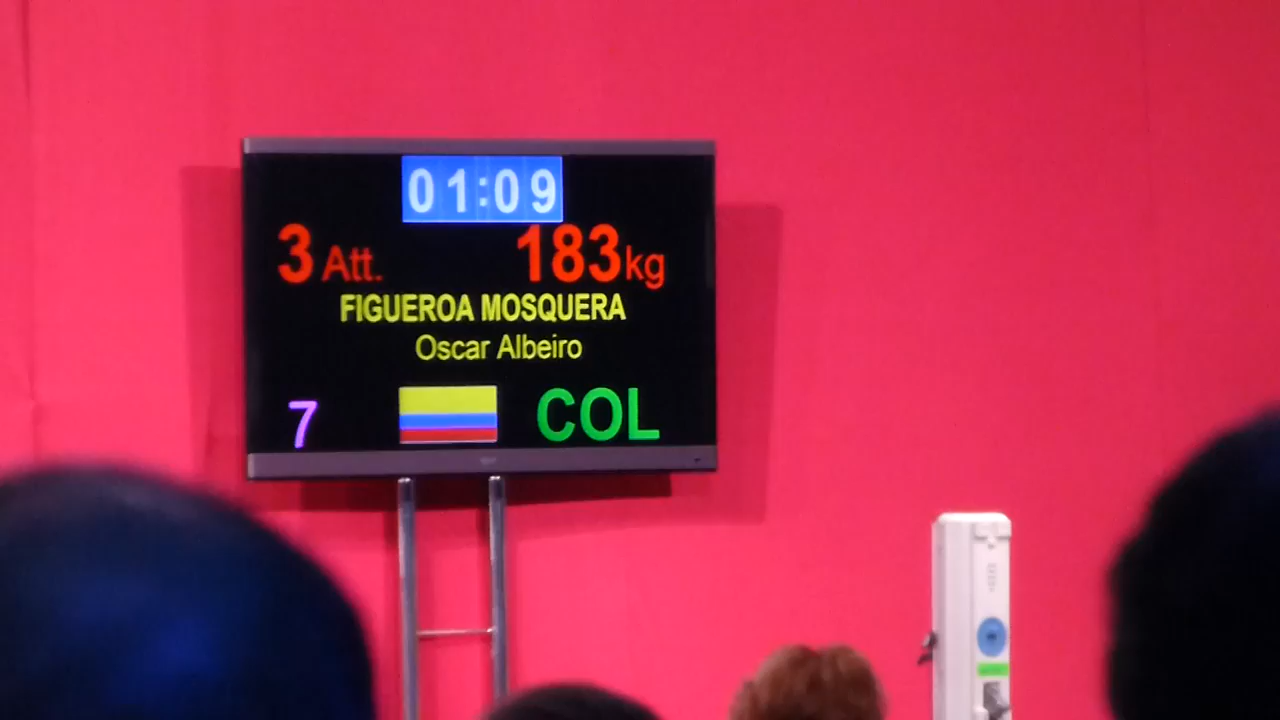 01:09
3 Att. 183kg
FIGUEROA MOSQUERA
Oscar Albeiro
7 COL